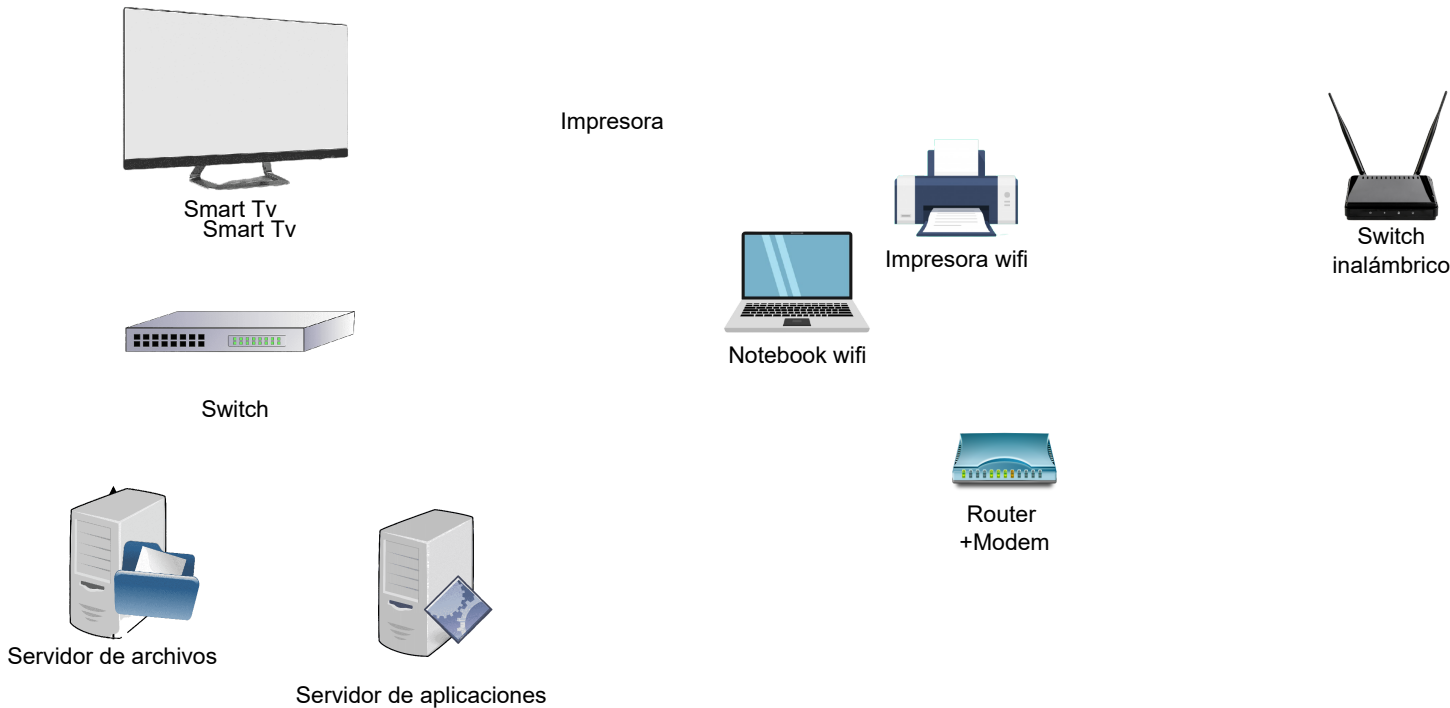 Impresora
Smart Tv
Smart Tv
Impresora wifi
Switch
inalámbrico
Notebook wifi
Switch
Router
+Modem
Servidor de archivos
Servidor de aplicaciones